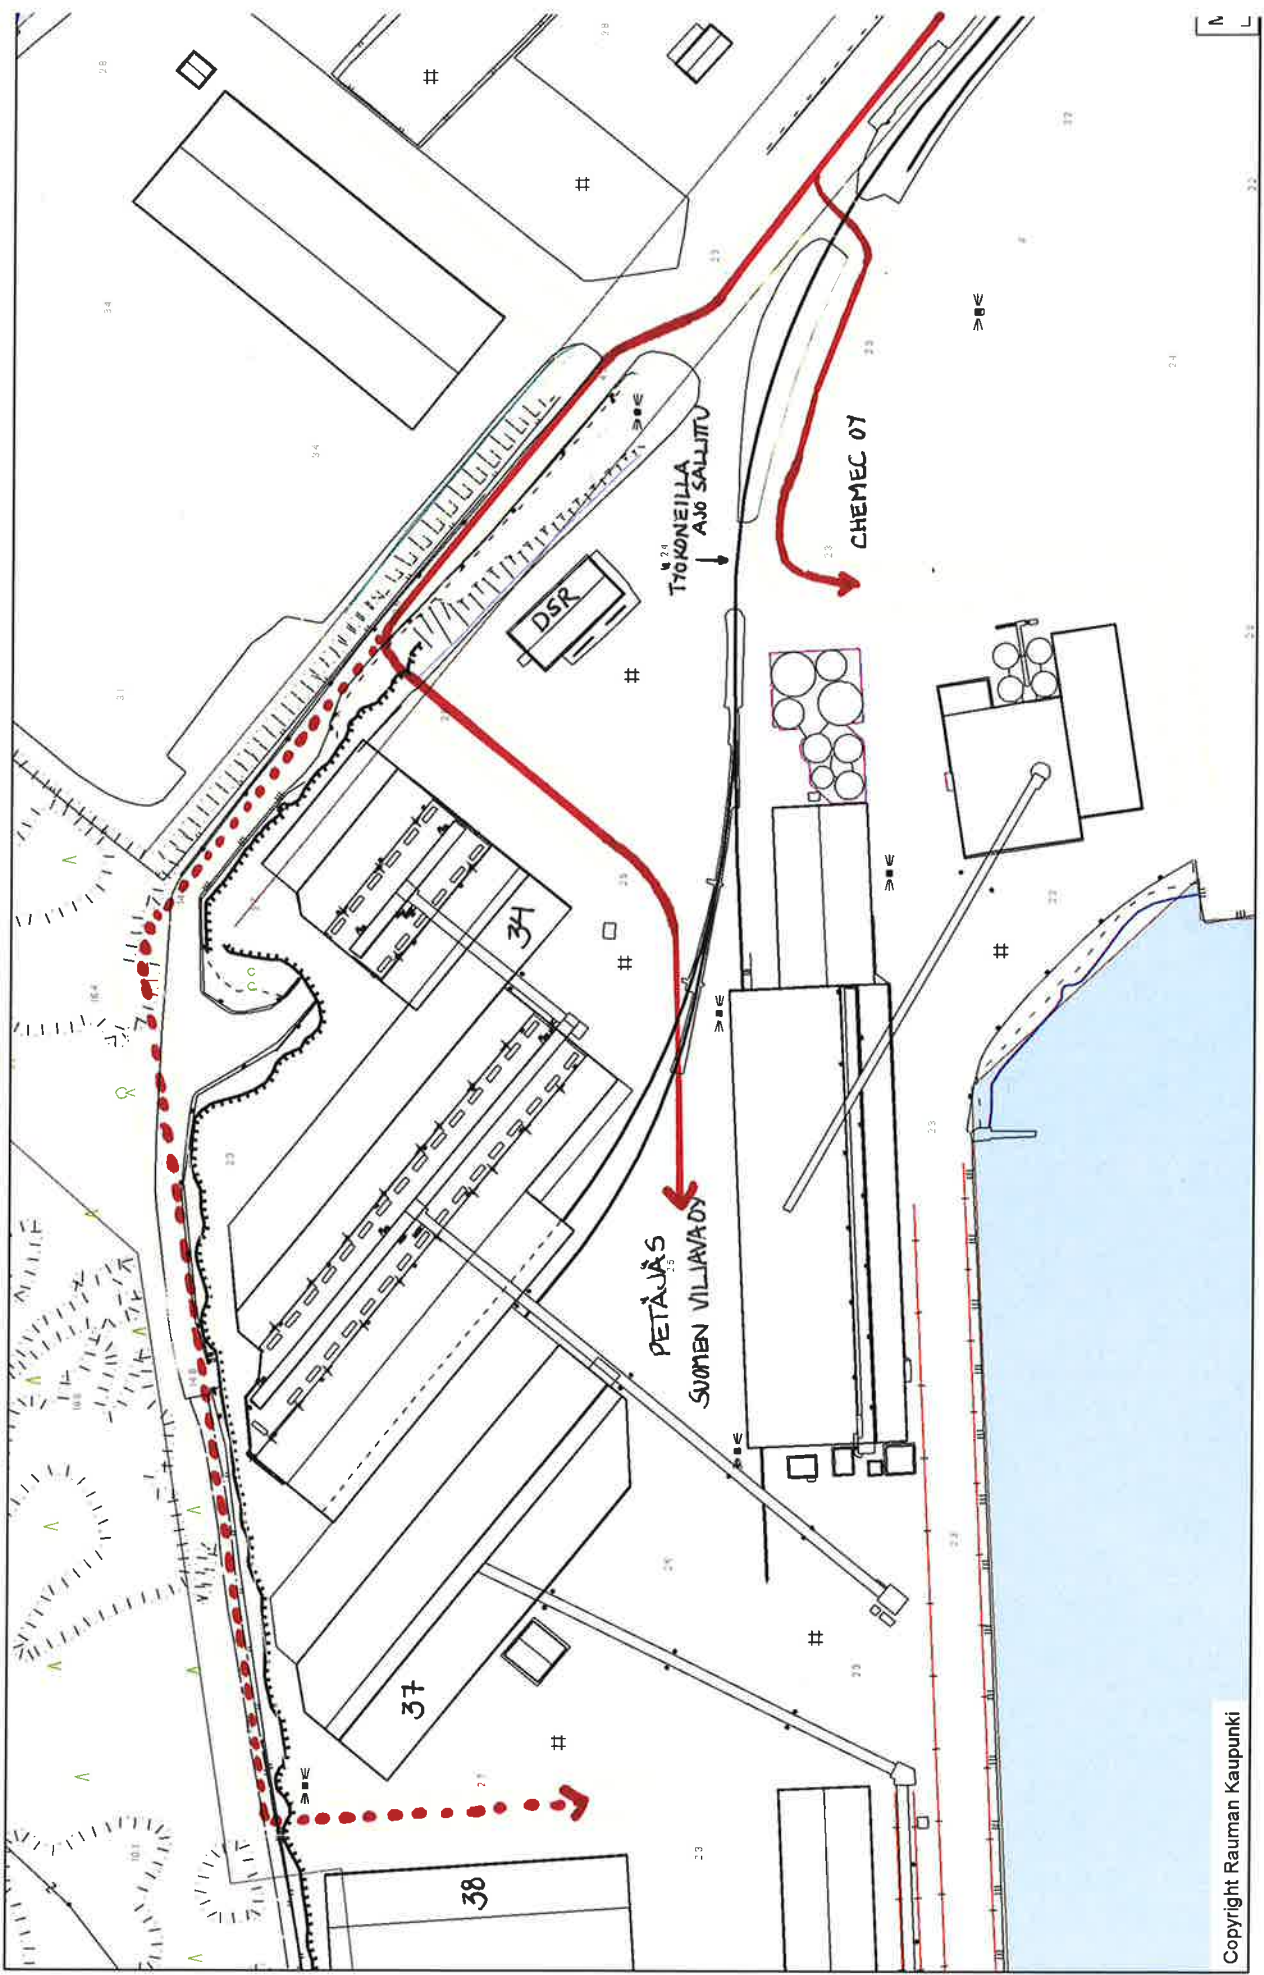 DSR
TYÖKONEILLA
AJO SALLITTU
CHEMEC OY
34
PETÄJÄS
SUOMEN VILJAVA OY
37
38
Copyright Rauman Kaupunki